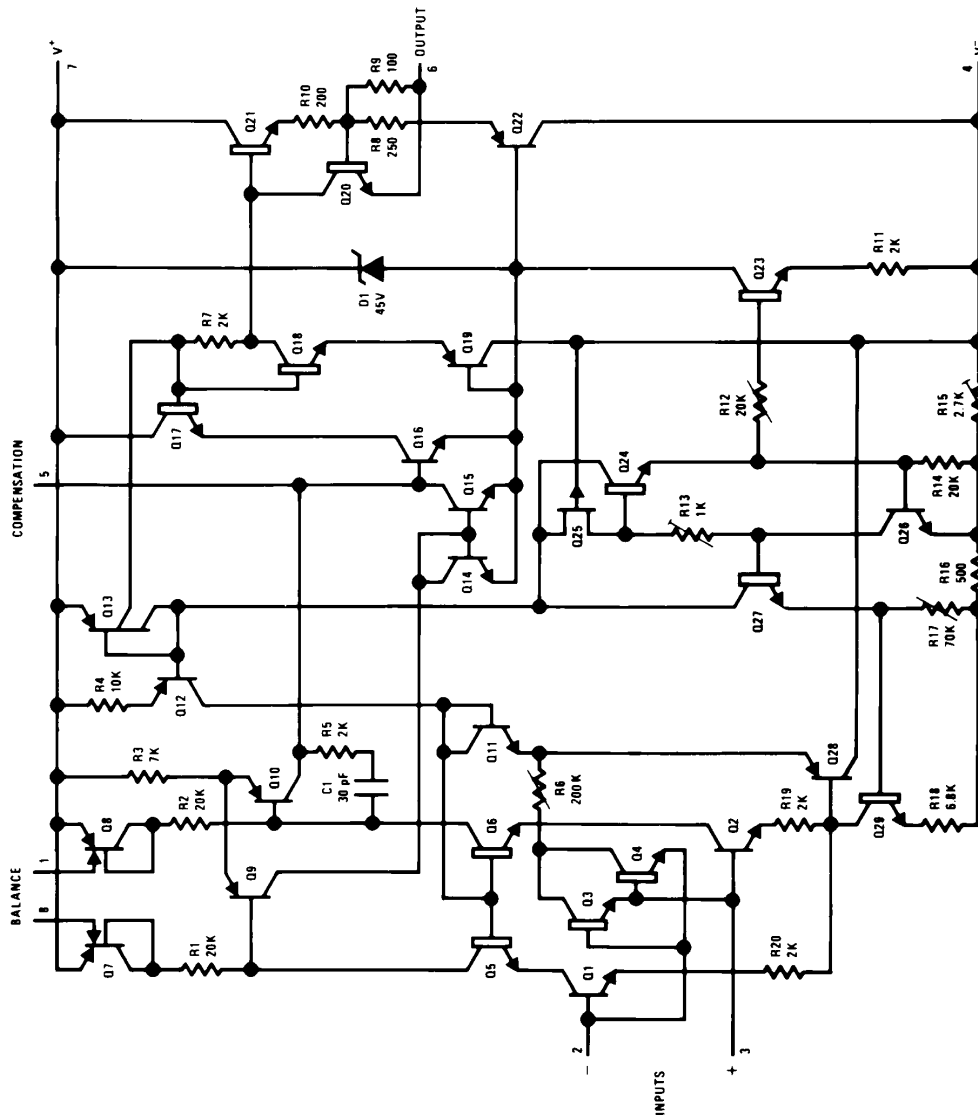 BALANCE
COMPENSATION
8
1
5
V+
7
Q7
Q8
R3
7K
R4
10K
Q13
Q12
R1
20K
R2
20K
Q9
Q10
R5
2K
C1
30 pF
Q17
R7
2K
Q18
Q21
R10
200
R9
100
R8
250
Q20
OUTPUT
6
D1
45V
Q14
Q15
Q16
Q19
Q22
Q5
Q6
Q11
2
–
INPUTS
+
3
Q1
Q3
Q4
R6
200K
Q2
Q25
Q24
R13
1K
R12
20K
Q23
Q27
Q26
R20
2K
R19
2K
Q28
Q29
R18
6.8K
R17
70K
R16
500
R14
20K
R15
2.7K
R11
2K
4